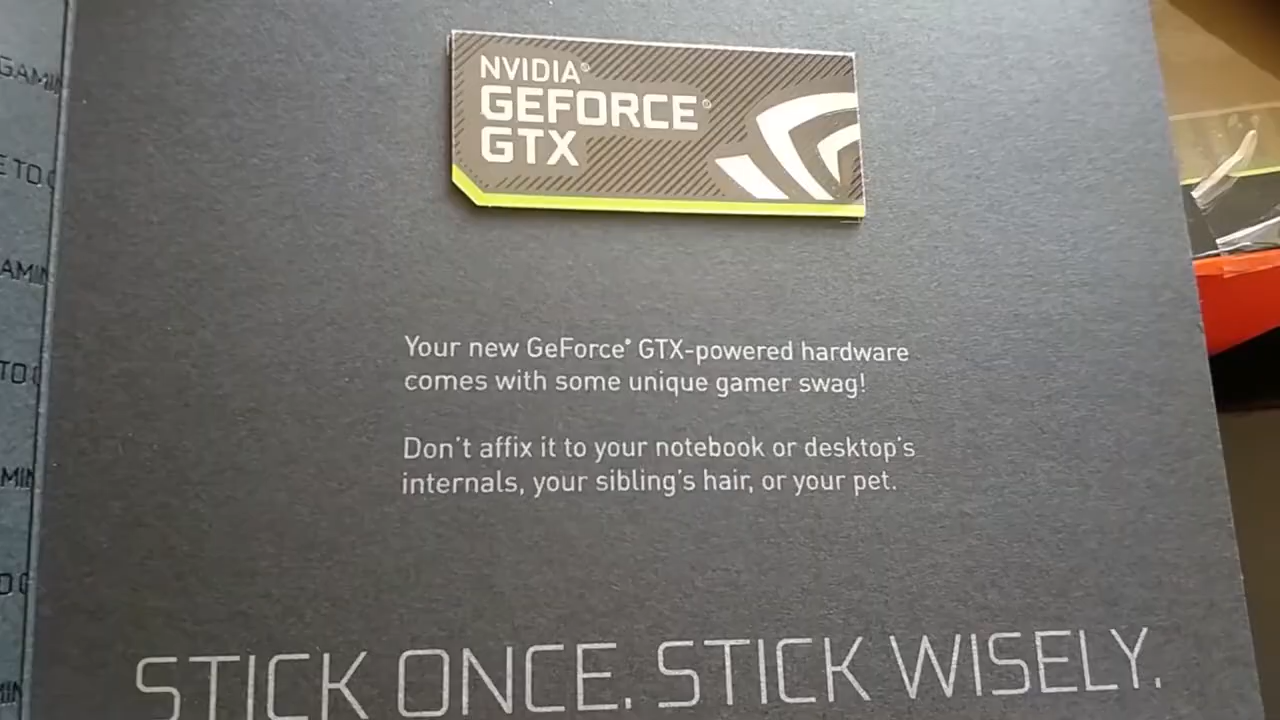 NVIDIA®
GEFORCE®
GTX
Your new GeForce® GTX-powered hardware
comes with some unique gamer swag!
Don't affix it to your notebook or desktop's
internals, your sibling's hair, or your pet.
STICK ONCE. STICK WISELY.